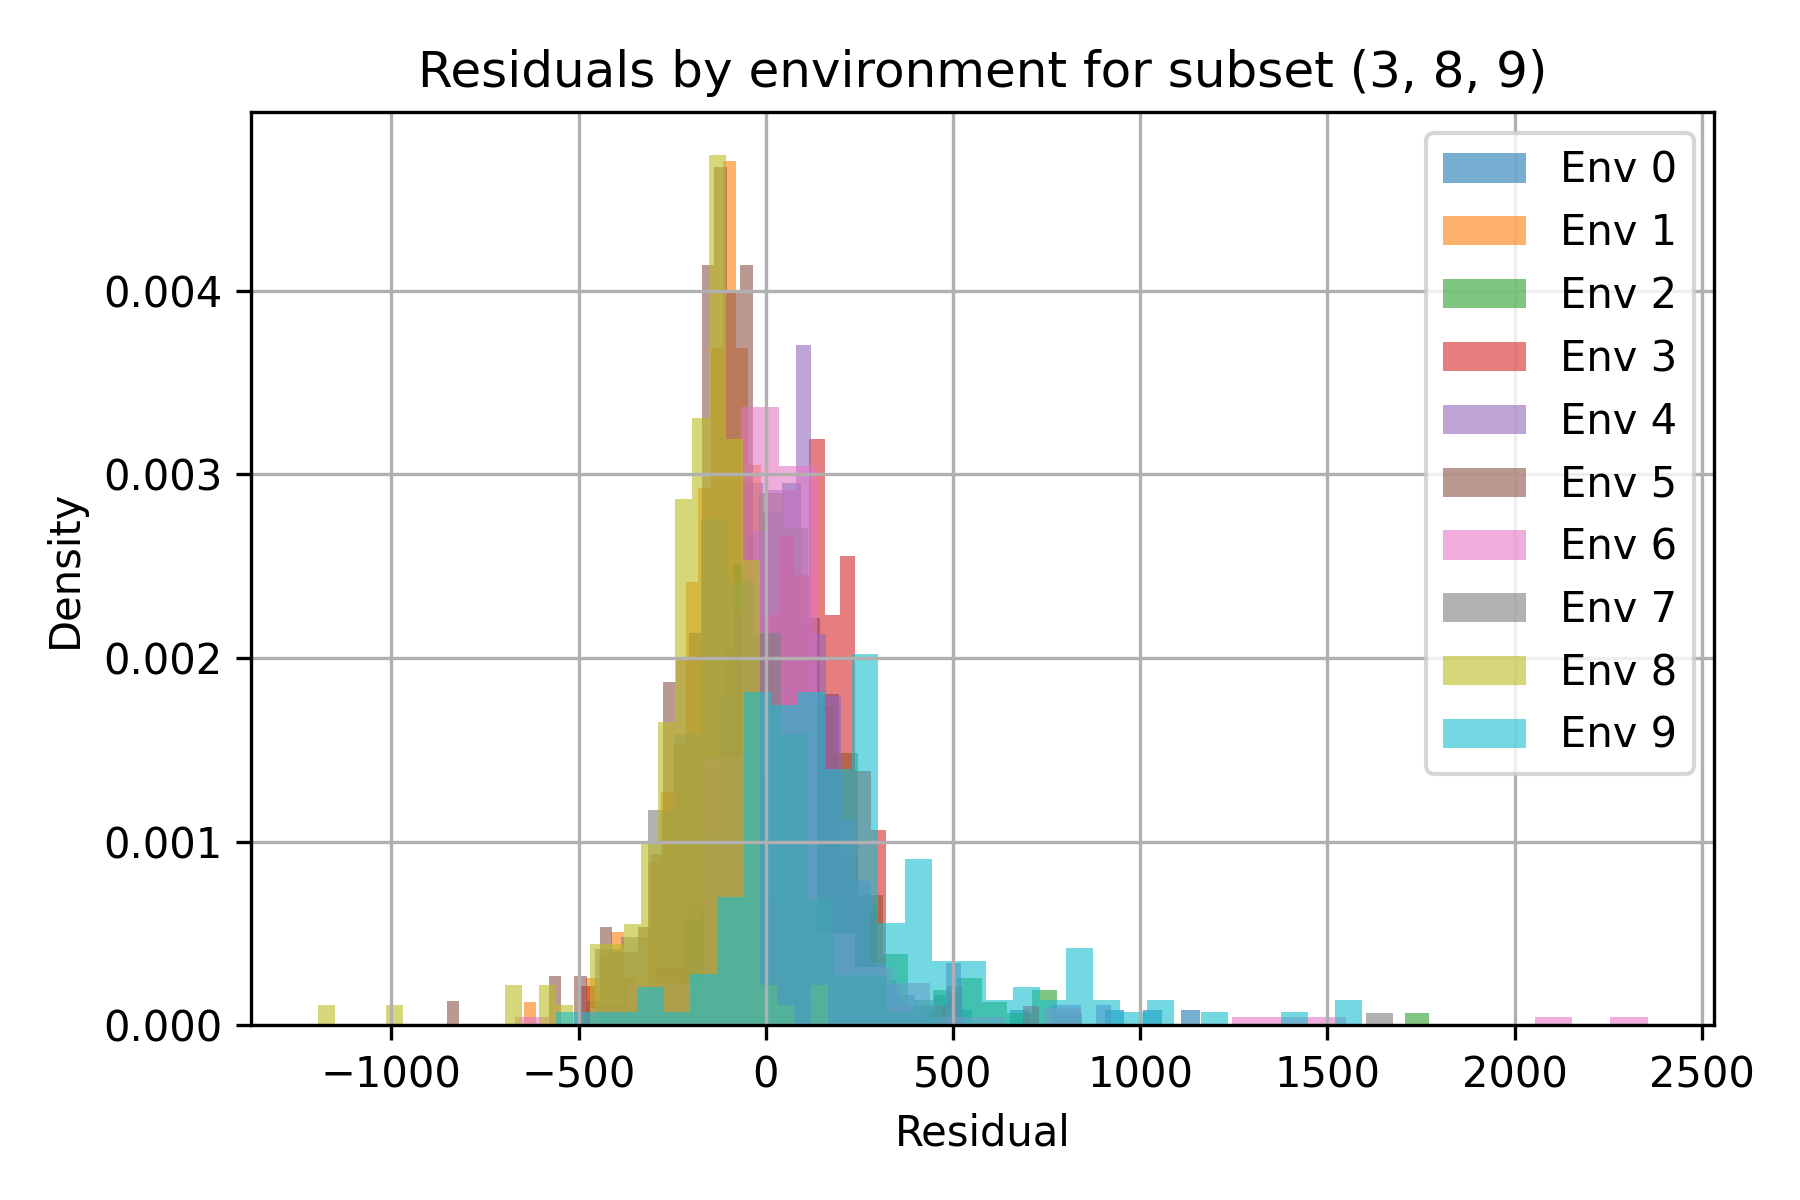 Residuals by environment for subset (3, 8, 9)
Env 0
Env 1
Env 2
Env 3
Env 4
Env 5
Env 6
Env 7
Env 8
Env 9
Density
0.004
0.003
0.002
0.001
0.000
−1000 −500 0 500 1000 1500 2000 2500
Residual